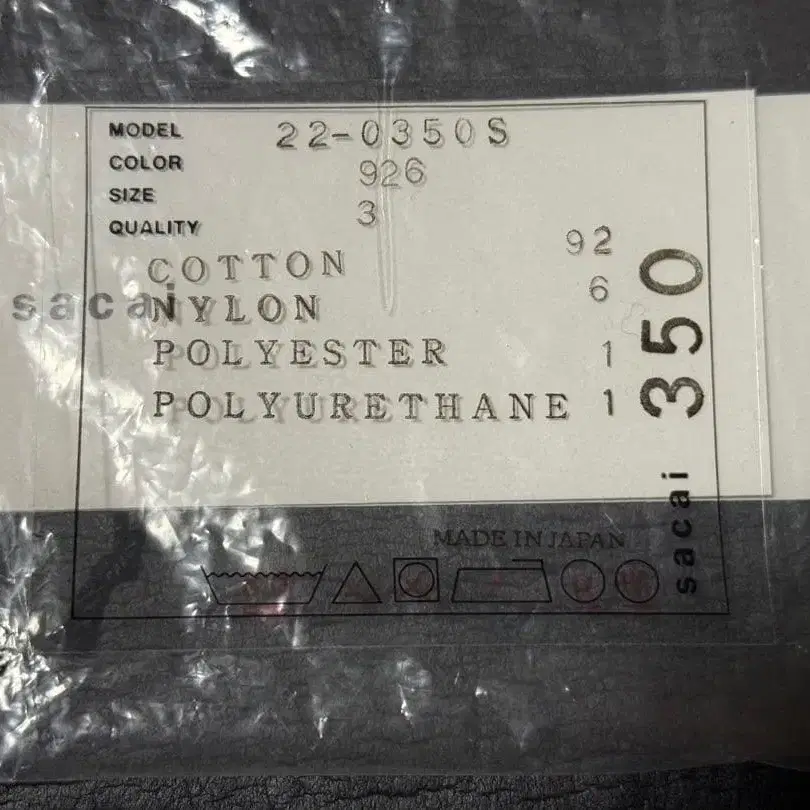 MODEL 22-0350S
COLOR 926
SIZE 3
QUALITY
COTTON 92
sacai
NYLON 6
POLYESTER 1
POLYURETHANE 1
350
sacai
MADE IN JAPAN